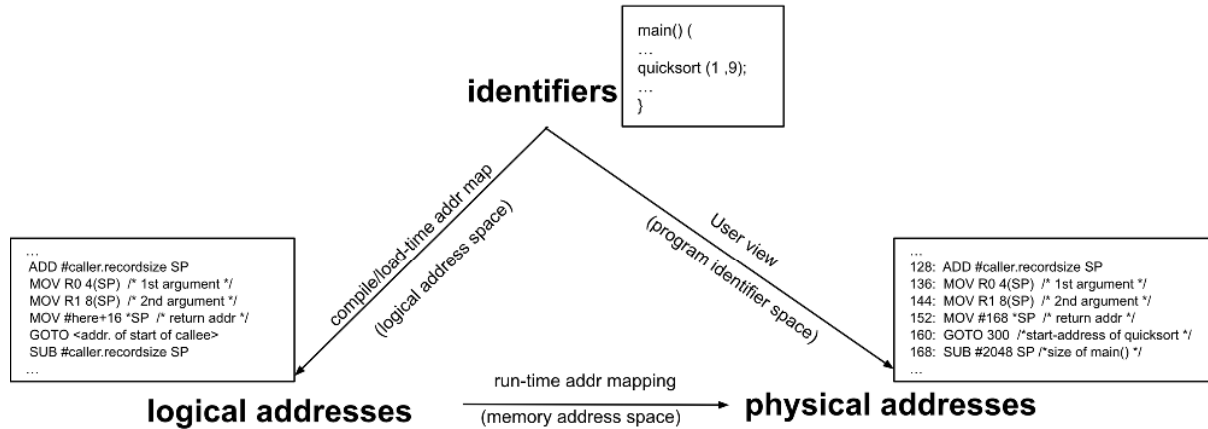 main() (
…
quicksort (1 ,9);
…
}
identifiers
compile/load-time addr map
(logical address space)
User view
(program identifier space)
…
ADD #caller.recordsize SP
MOV R0 4(SP)  /* 1st argument */
MOV R1 8(SP)  /* 2nd argument */
MOV #here+16 *SP  /* return addr */
GOTO <addr. of start of callee>
SUB #caller.recordsize SP
…
…
128:  ADD #caller.recordsize SP
136:  MOV R0 4(SP)  /* 1st argument */
144:  MOV R1 8(SP)  /* 2nd argument */
152:  MOV #168 *SP  /* return addr */
160:  GOTO 300  /*start-address of quicksort */
168:  SUB #2048 SP /*size of main() */
…
logical addresses
run-time addr mapping
(memory address space)
physical addresses